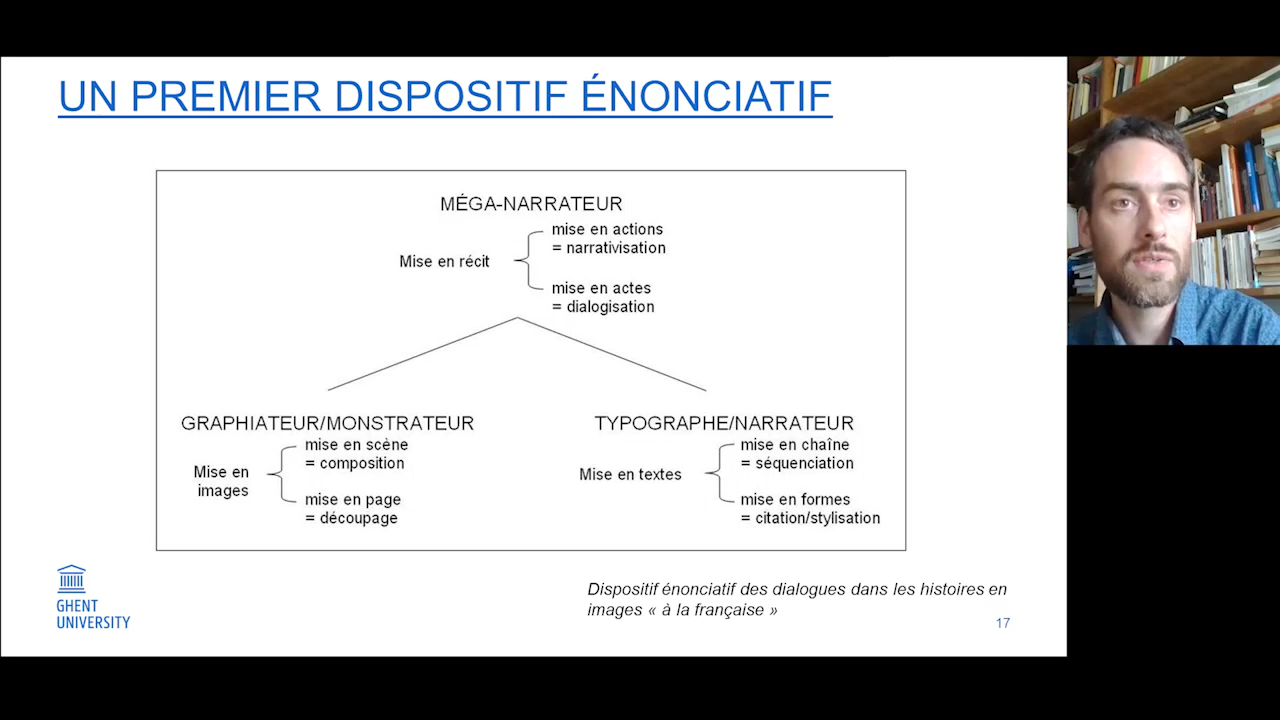 UN PREMIER DISPOSITIF ÉNONCIATIF
MÉGA-NARRATEUR
mise en actions
= narrativisation
Mise en récit
mise en actes
= dialogisation
GRAPHIATEUR/MONSTRATEUR
mise en scène
= composition
Mise en
images
mise en page
= découpage
TYPOGRAPHE/NARRATEUR
mise en chaîne
= séquenciation
Mise en textes
mise en formes
= citation/stylisation
Dispositif énonciatif des dialogues dans les histoires en
images « à la française »
GHENT
UNIVERSITY
17